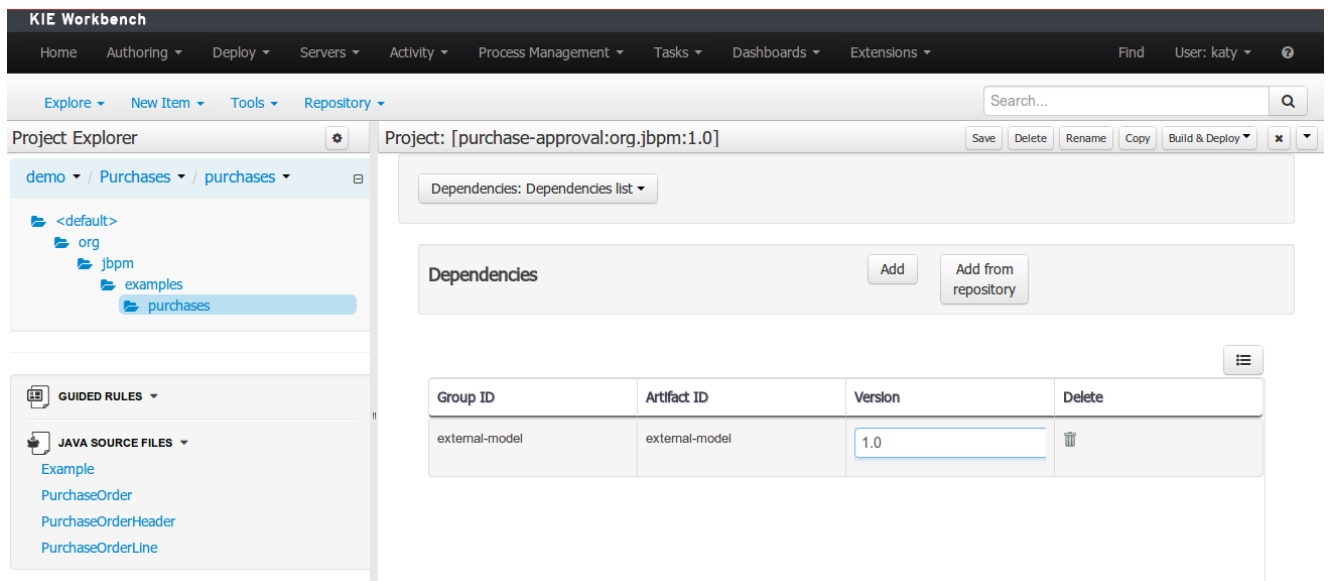 KIE Workbench
Home Authoring Deploy Servers Activity Process Management Tasks Dashboards Extensions Find User: katy
Explore New Item Tools Repository Search...
Project Explorer
Project: [purchase-approval:org.jbpm:1.0] Save Delete Rename Copy Build & Deploy
demo / Purchases / purchases
Dependencies: Dependencies list
<default>
org
jbpm
examples
purchases
Dependencies
Add
Add from
repository
GUIDED RULES
JAVA SOURCE FILES
Example
PurchaseOrder
PurchaseOrderHeader
PurchaseOrderLine
Group ID Artifact ID Version Delete
external-model external-model 1.0